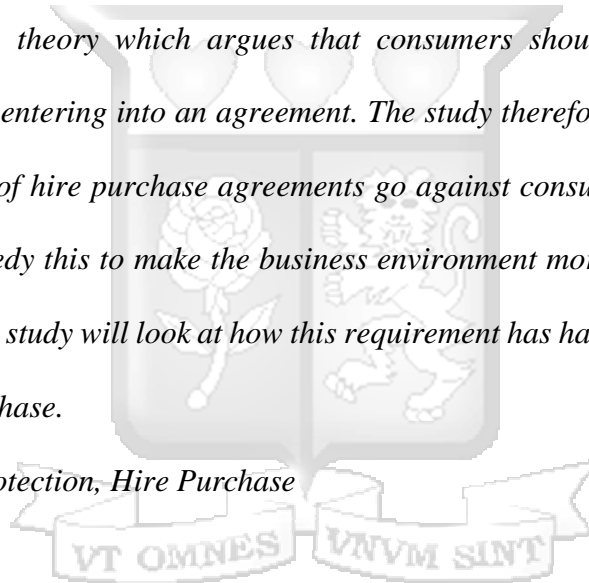 theory which argues that consumers shou
entering into an agreement. The study therefo
of hire purchase agreements go against consu
edy this to make the business environment mor
study will look at how this requirement has ha
hase.
otection, Hire Purchase
VT OMNES VNVM SINT